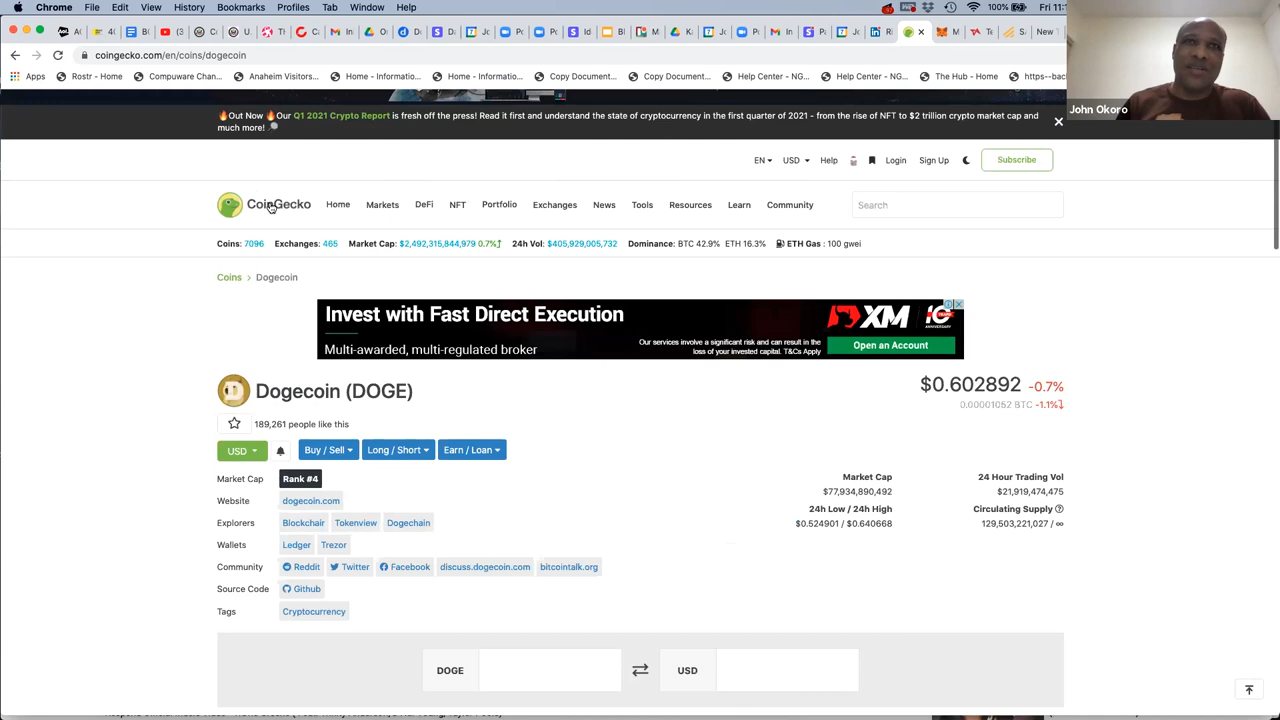 Chrome File Edit View History Bookmarks Profiles Tab Window Help
100% Fri 11:
coingecko.com/en/coins/dogecoin
Apps Rostr - Home Compuware Chan... Anaheim Visitors... Home - Informatio... Home - Informatio... Copy Document... Copy Document... Help Center - NG... Help Center - NG... The Hub - Home https--bac
John Okoro
🔥Out Now 🔥Our Q1 2021 Crypto Report is fresh off the press! Read it first and understand the state of cryptocurrency in the first quarter of 2021 - from the rise of NFT to $2 trillion crypto market cap and
much more!
EN USD Help Login Sign Up Subscribe
CoinGecko Home Markets DeFi NFT Portfolio Exchanges News Tools Resources Learn Community Search
Coins: 7096 Exchanges: 465 Market Cap: $2,492,315,844,979 0.7% 24h Vol: $405,929,005,732 Dominance: BTC 42.9% ETH 16.3% ETH Gas : 100 gwei
Coins > Dogecoin
Invest with Fast Direct Execution
Multi-awarded, multi-regulated broker
Our services involve a significant risk and can result in the
loss of your invested capital. T&Cs Apply
XM 10
Open an Account
Dogecoin (DOGE)
$0.602892 -0.7%
0.00001052 BTC -1.1%
189,261 people like this
USD Buy / Sell Long / Short Earn / Loan
Market Cap Rank #4
Website dogecoin.com
Explorers Blockchair Tokenview Dogechain
Wallets Ledger Trezor
Community Reddit Twitter Facebook discuss.dogecoin.com bitcointalk.org
Source Code Github
Tags Cryptocurrency
Market Cap
$77,934,890,492
24 Hour Trading Vol
$21,919,474,475
24h Low / 24h High
$0.524901 / $0.640668
Circulating Supply
129,503,221,027 / ∞
DOGE USD